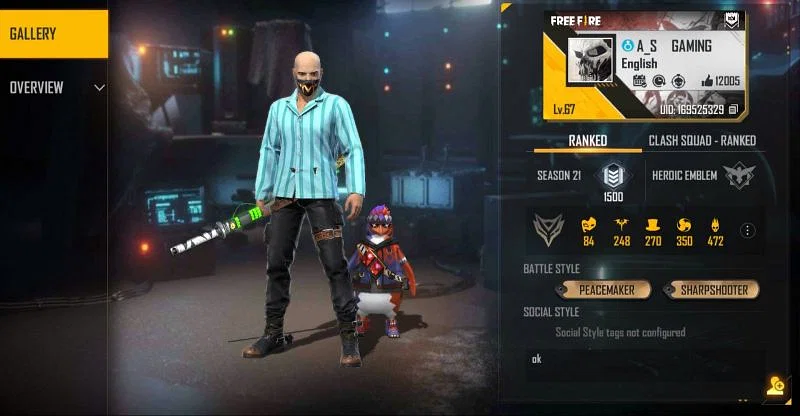 GALLERY
OVERVIEW
FREE FIRE
A_S GAMING
English
12005
Lv.67
UID: 169525329
RANKED
CLASH SQUAD - RANKED
SEASON 21
1500
HEROIC EMBLEM
84 248 270 350 472
BATTLE STYLE
PEACEMAKER SHARPSHOOTER
SOCIAL STYLE
Social Style tags not configured
ok